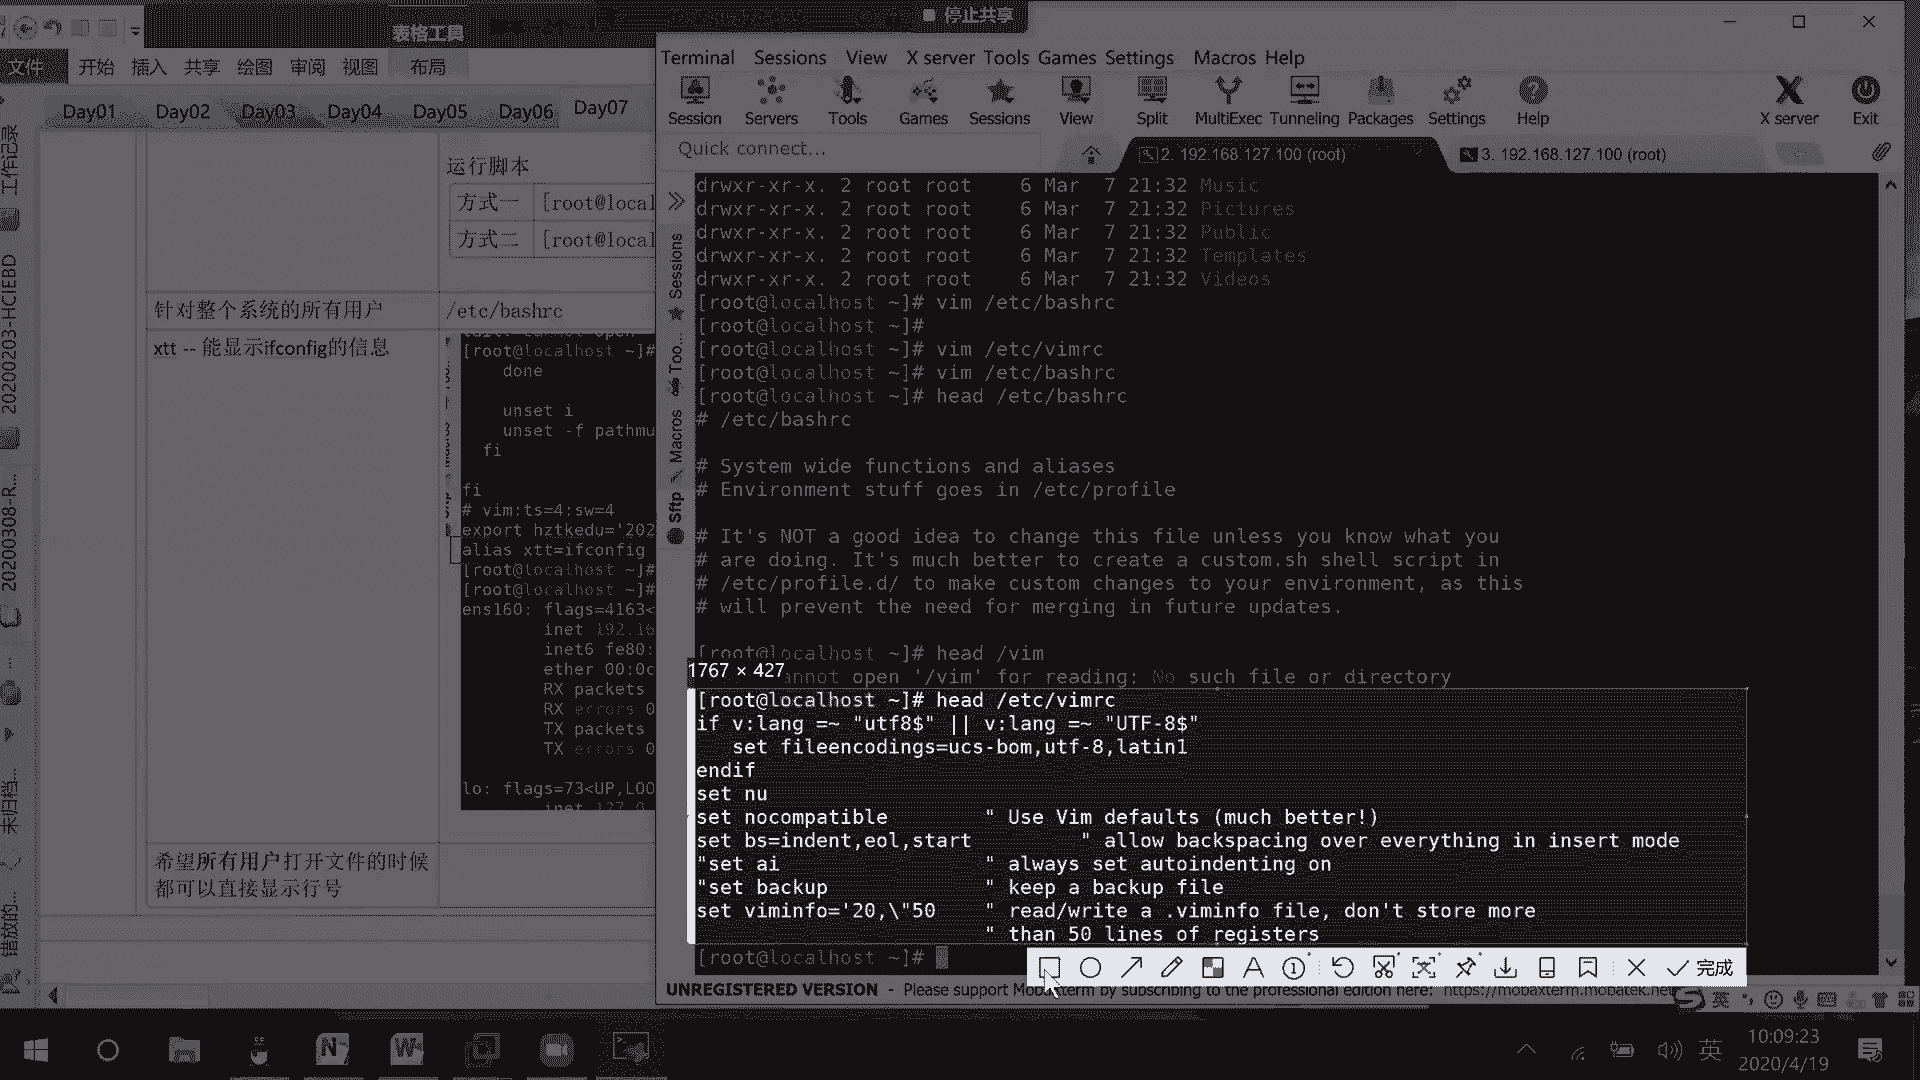 停止共享
表格工具
文件 开始 插入 共享 绘图 审阅 视图 布局
Day01 Day02 Day03 Day04 Day05 Day06 Day07
工作记录
20200203-HCIEBD
20200308-R...
未归档...
错放的...
运行脚本
方式一 [root@local
方式二 [root@local
针对整个系统的所有用户 /etc/bashrc
xtt -- 能显示ifconfig的信息
[root@localhost ~]#
done
unset i
unset -f pathmu
fi
fi
# vim:ts=4:sw=4
export hztkedu='202
alias xtt=ifconfig
[root@localhost ~]#
[root@localhost ~]#
ens160: flags=4163<
inet 192.16
inet6 fe80:
ether 00:0c
RX packets
RX errors 0
TX packets
TX errors 0
lo: flags=73<UP,LOO
inet 127.0
希望所有用户打开文件的时候
都可以直接显示行号
Terminal Sessions View X server Tools Games Settings Macros Help
Session Servers Tools Games Sessions View Split MultiExec Tunneling Packages Settings Help X server Exit
Quick connect...
2. 192.168.127.100 (root)
3. 192.168.127.100 (root)
Sessions
Too...
Macros
Sftp
drwxr-xr-x. 2 root root 6 Mar 7 21:32 Music
drwxr-xr-x. 2 root root 6 Mar 7 21:32 Pictures
drwxr-xr-x. 2 root root 6 Mar 7 21:32 Public
drwxr-xr-x. 2 root root 6 Mar 7 21:32 Templates
drwxr-xr-x. 2 root root 6 Mar 7 21:32 Videos
[root@localhost ~]# vim /etc/bashrc
[root@localhost ~]#
[root@localhost ~]# vim /etc/vimrc
[root@localhost ~]# vim /etc/bashrc
[root@localhost ~]# head /etc/bashrc
# /etc/bashrc
# System wide functions and aliases
# Environment stuff goes in /etc/profile
# It's NOT a good idea to change this file unless you know what you
# are doing. It's much better to create a custom.sh shell script in
# /etc/profile.d/ to make custom changes to your environment, as this
# will prevent the need for merging in future updates.
[root@localhost ~]# head /vim
1767 × 427
annot open '/vim' for reading: No such file or directory
[root@localhost ~]# head /etc/vimrc
if v:lang =~ "utf8$" || v:lang =~ "UTF-8$"
set fileencodings=ucs-bom,utf-8,latin1
endif
set nu
set nocompatible " Use Vim defaults (much better!)
set bs=indent,eol,start " allow backspacing over everything in insert mode
"set ai " always set autoindenting on
"set backup " keep a backup file
set viminfo='20,\"50 " read/write a .viminfo file, don't store more
" than 50 lines of registers
[root@localhost ~]#
完成
UNREGISTERED VERSION - Please support MobaXterm by subscribing to the professional edition here: https://mobaxterm.mobatek.net
英
英
10:09:23
2020/4/19